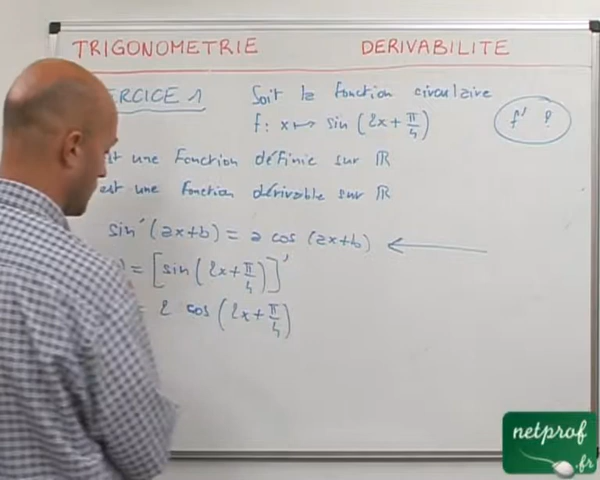 TRIGONOMETRIE DERIVABILITE
ERCICE 1 Soit la fonction circulaire
f: x ↦ sin (2x + π/4) f' ?
t une fonction définie sur ℝ
est une fonction dérivable sur ℝ
sin' (ax+b) = a cos (ax+b)
) = [sin (2x + π/4)]'
= 2 cos (2x + π/4)
netprof
.fr